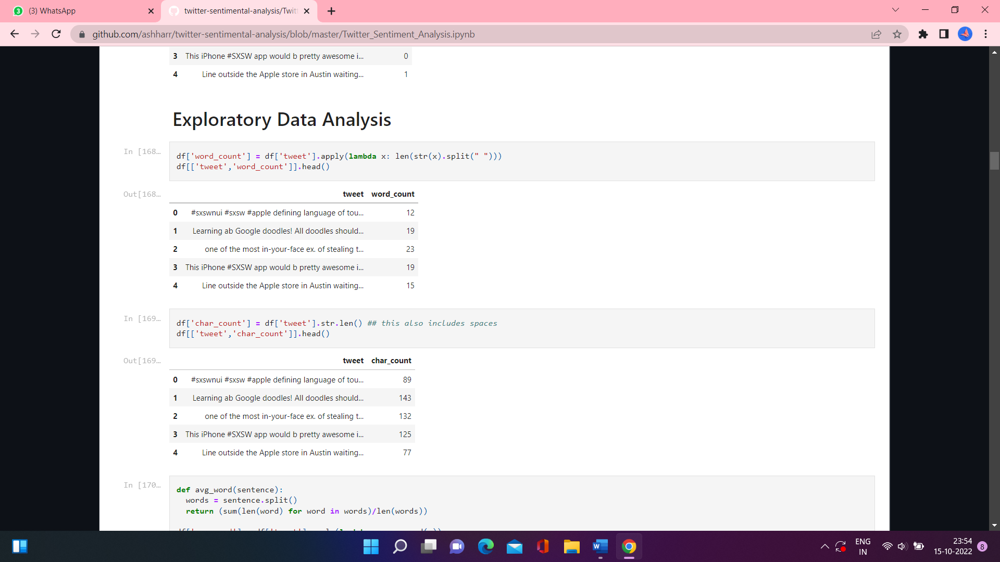 3
(3) WhatsApp
twitter-sentimental-analysis/Twitt
github.com/ashharr/twitter-sentimental-analysis/blob/master/Twitter_Sentiment_Analysis.ipynb
3 This iPhone #SXSW app would b pretty awesome i... 0
4 Line outside the Apple store in Austin waiting... 1
Exploratory Data Analysis
In [168…
df['word_count'] = df['tweet'].apply(lambda x: len(str(x).split(" ")))
df[['tweet','word_count']].head()
Out[168…
tweet word_count
0 #sxswnui #sxsw #apple defining language of tou... 12
1 Learning ab Google doodles! All doodles should... 19
2 one of the most in-your-face ex. of stealing t... 23
3 This iPhone #SXSW app would b pretty awesome i... 19
4 Line outside the Apple store in Austin waiting... 15
In [169…
df['char_count'] = df['tweet'].str.len() ## this also includes spaces
df[['tweet','char_count']].head()
Out[169…
tweet char_count
0 #sxswnui #sxsw #apple defining language of tou... 89
1 Learning ab Google doodles! All doodles should... 143
2 one of the most in-your-face ex. of stealing t... 132
3 This iPhone #SXSW app would b pretty awesome i... 125
4 Line outside the Apple store in Austin waiting... 77
In [170…
def avg_word(sentence):
words = sentence.split()
return (sum(len(word) for word in words)/len(words))
W
ENG
IN
23:54
15-10-2022
8